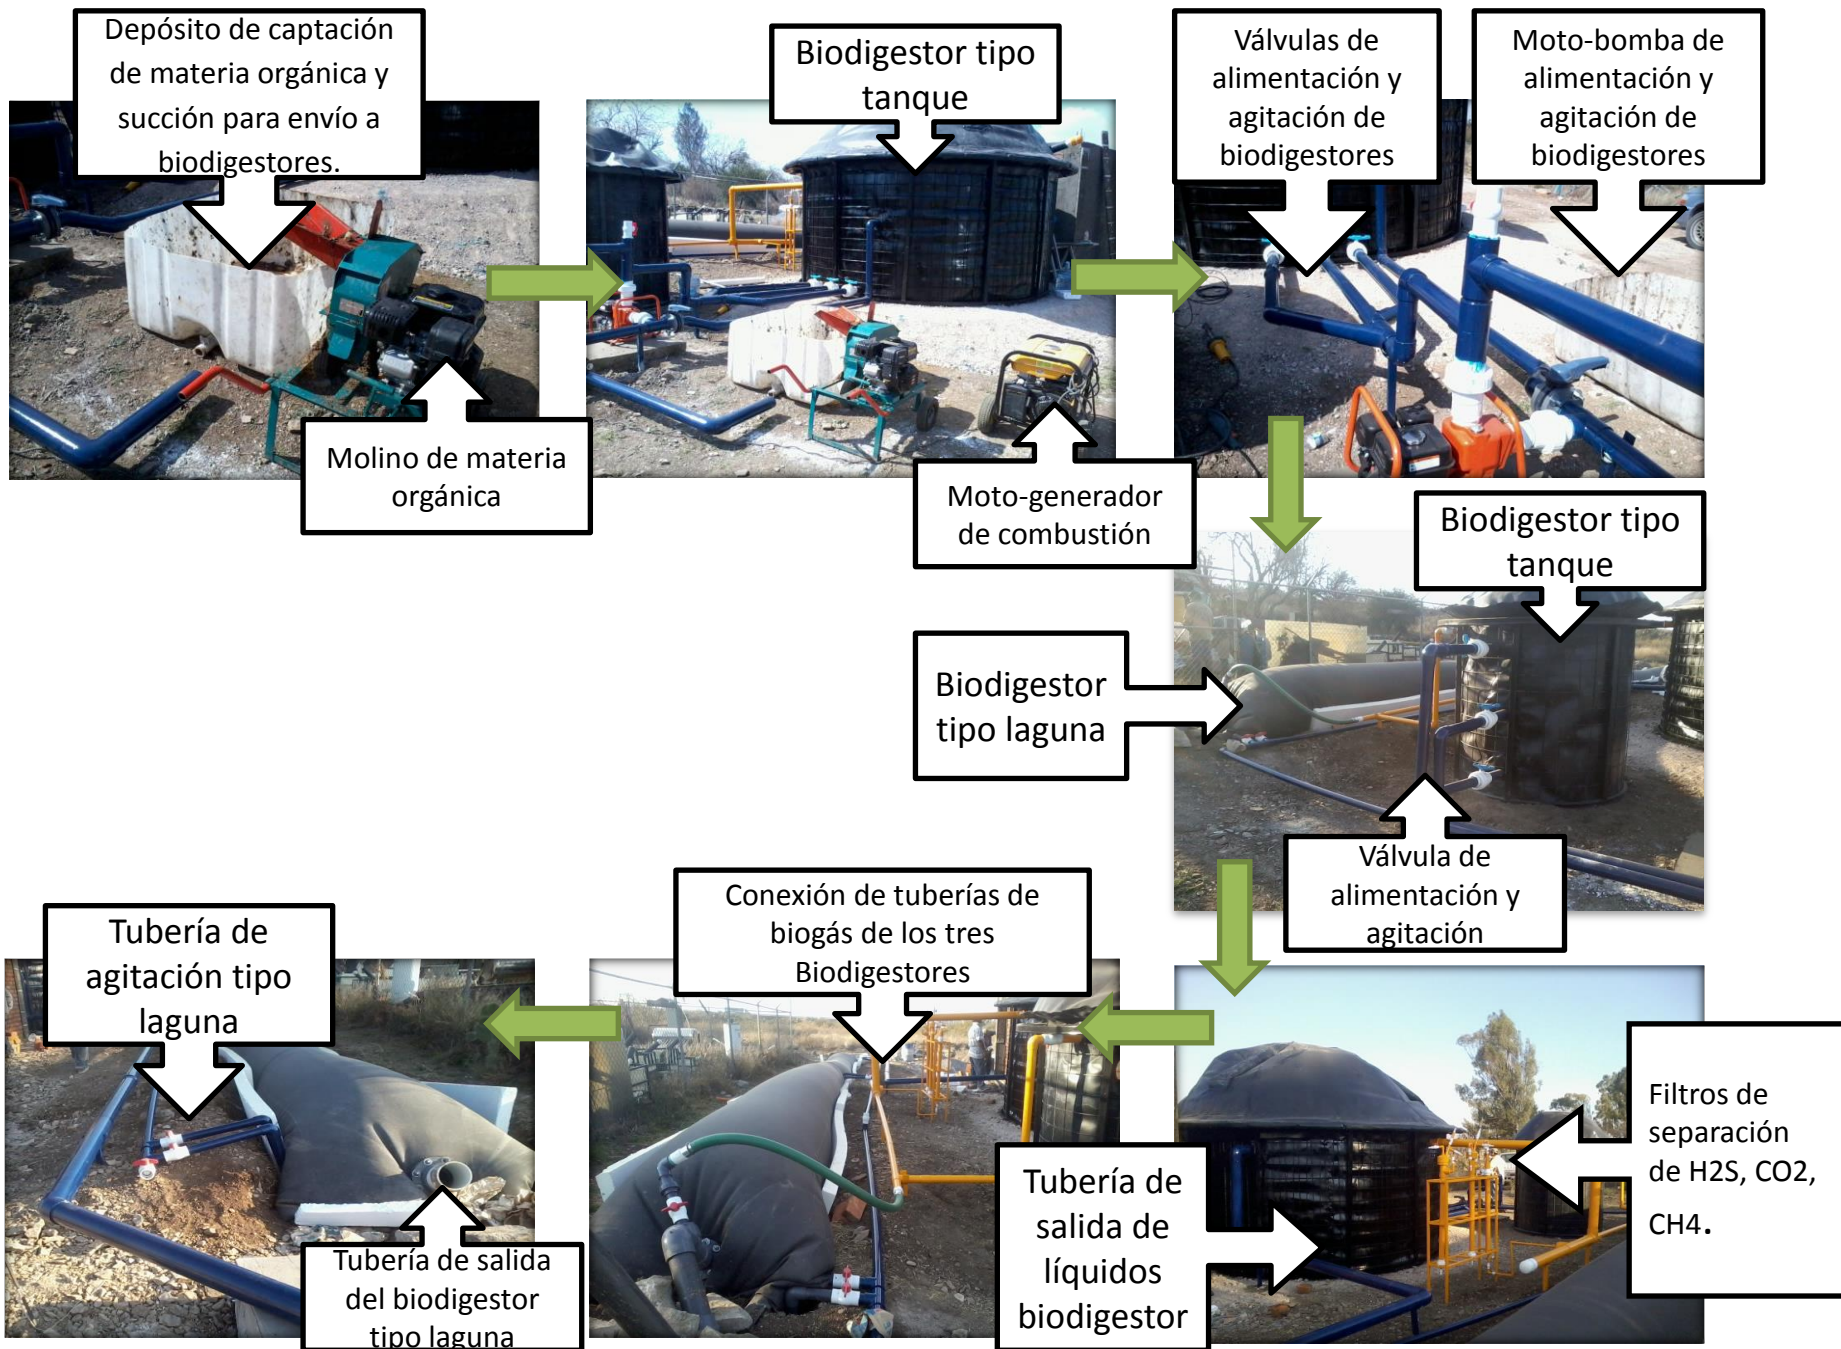 Depósito de captación
de materia orgánica y
succión para envío a
biodigestores.
Biodigestor tipo
tanque
Válvulas de
alimentación y
agitación de
biodigestores
Moto-bomba de
alimentación y
agitación de
biodigestores
Molino de materia
orgánica
Moto-generador
de combustión
Biodigestor tipo
tanque
Biodigestor
tipo laguna
Válvula de
alimentación y
agitación
Conexión de tuberías de
biogás de los tres
Biodigestores
Tubería de
agitación tipo
laguna
Filtros de
separación
de H2S, CO2,
CH4.
Tubería de
salida de
líquidos
biodigestor
Tubería de salida
del biodigestor
tipo laguna